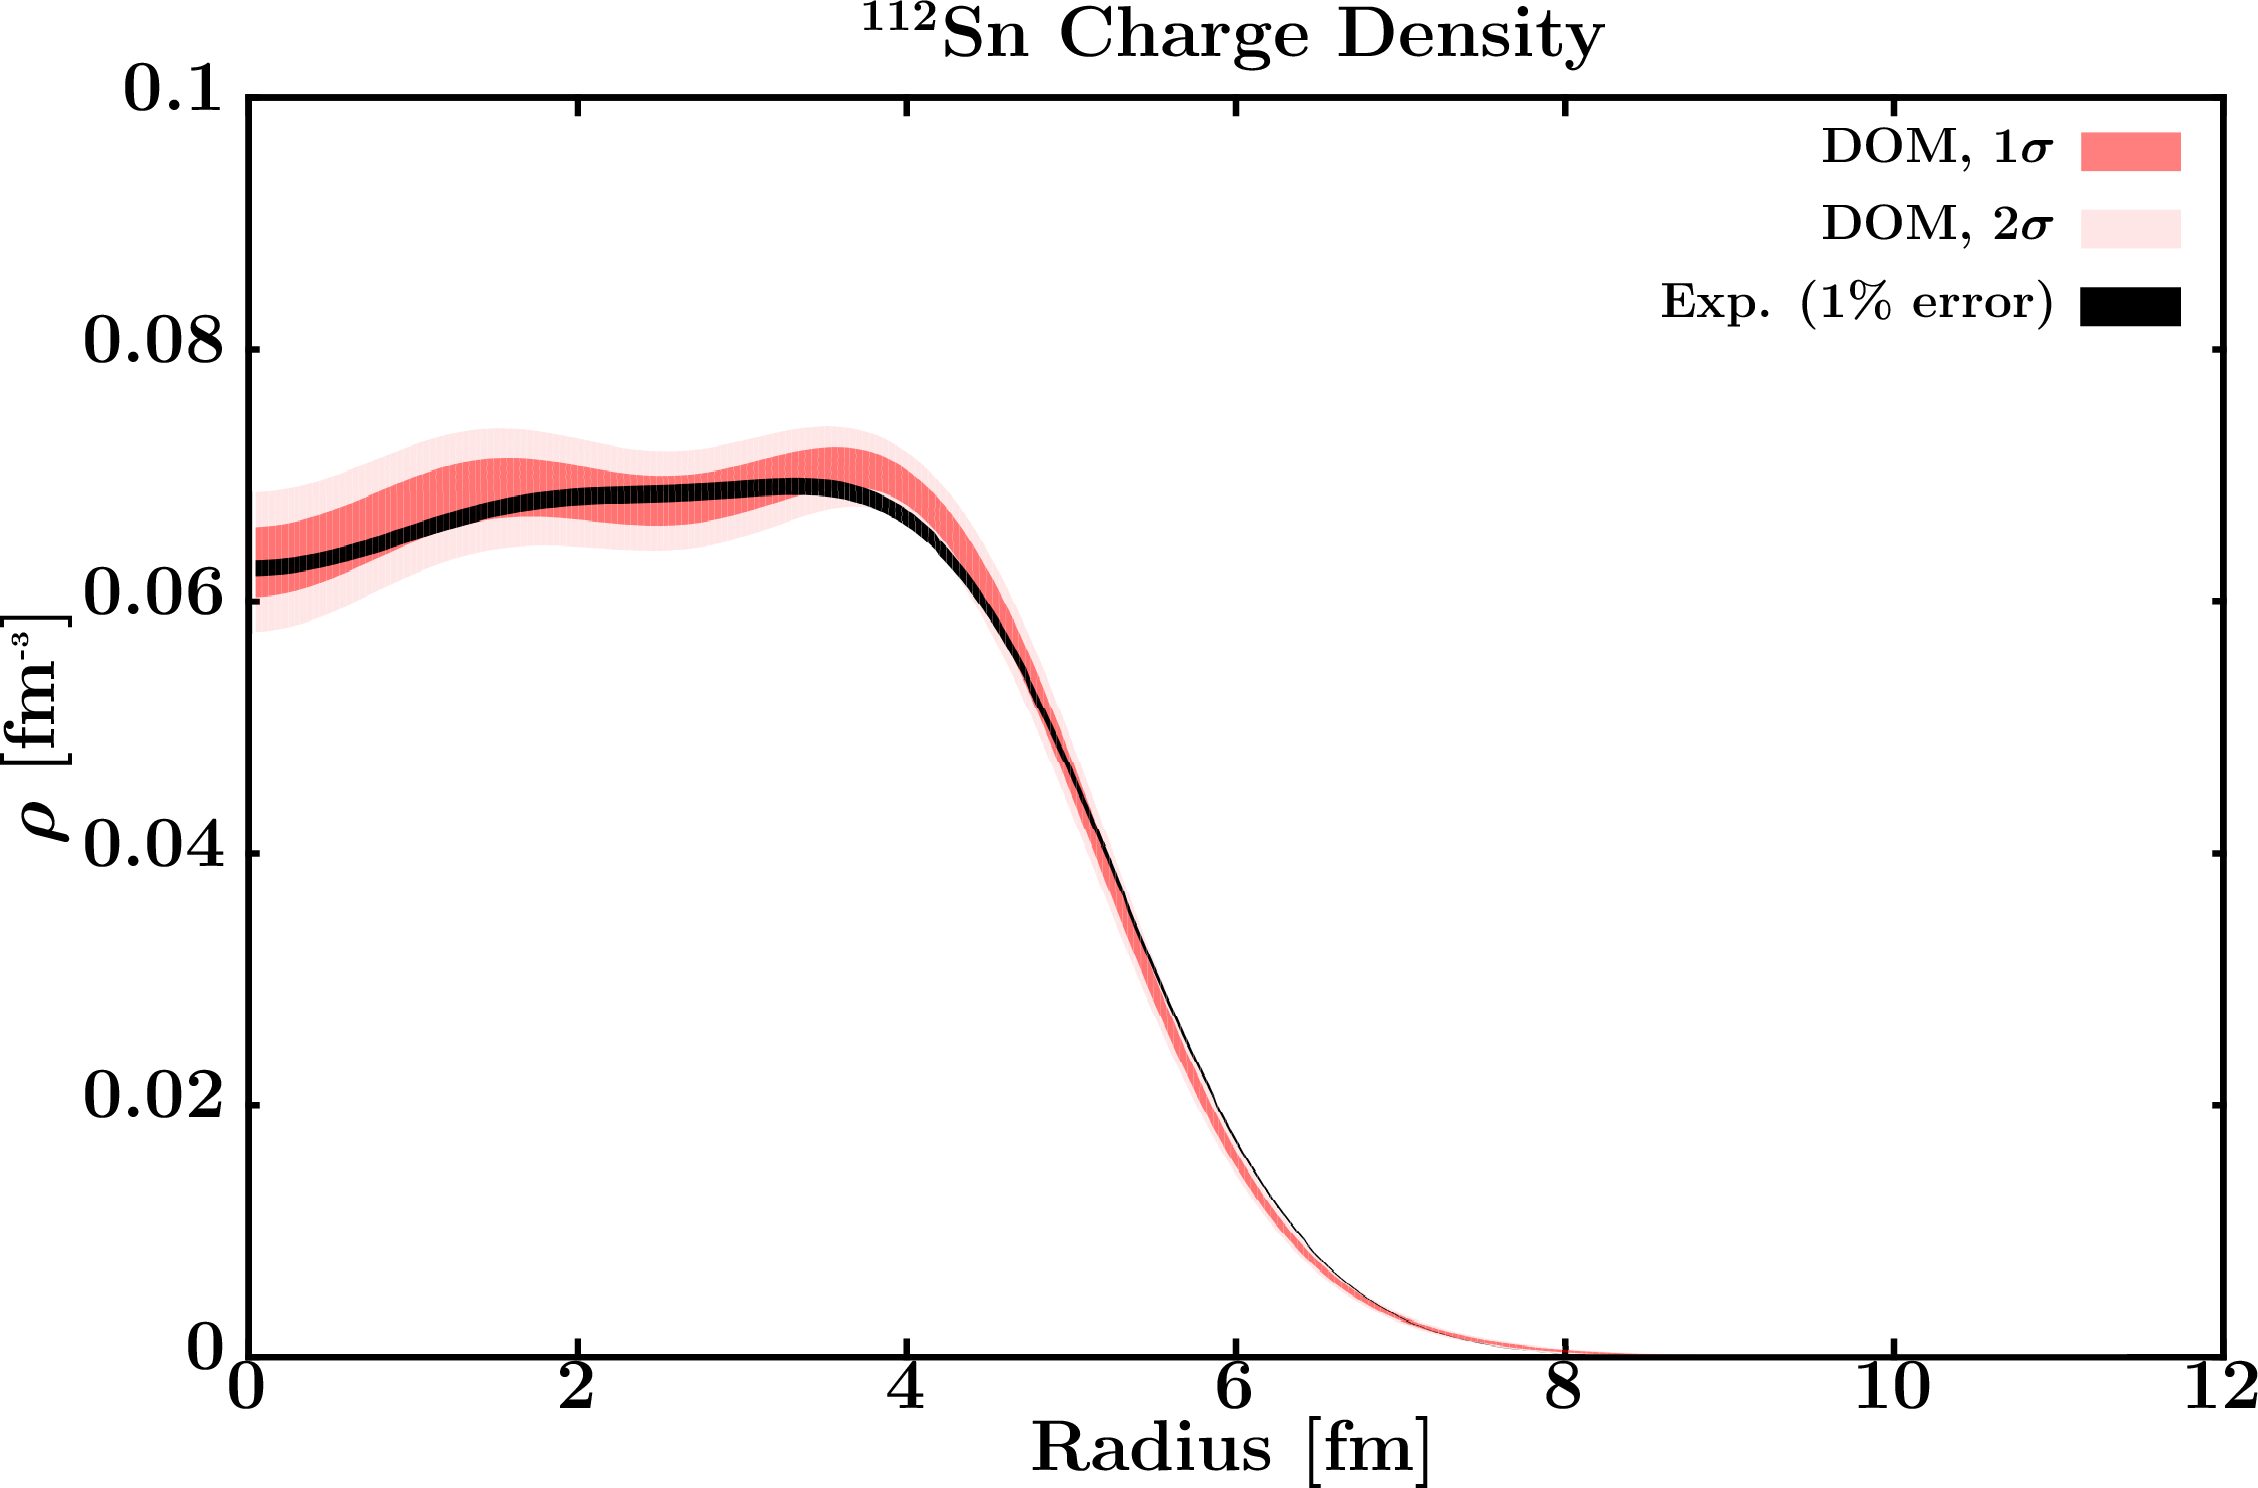 ¹¹²Sn Charge Density
0.1
0.08
0.06
0.04
0.02
0
ρ [fm⁻³]
DOM, 1σ
DOM, 2σ
Exp. (1% error)
0 2 4 6 8 10 12
Radius [fm]